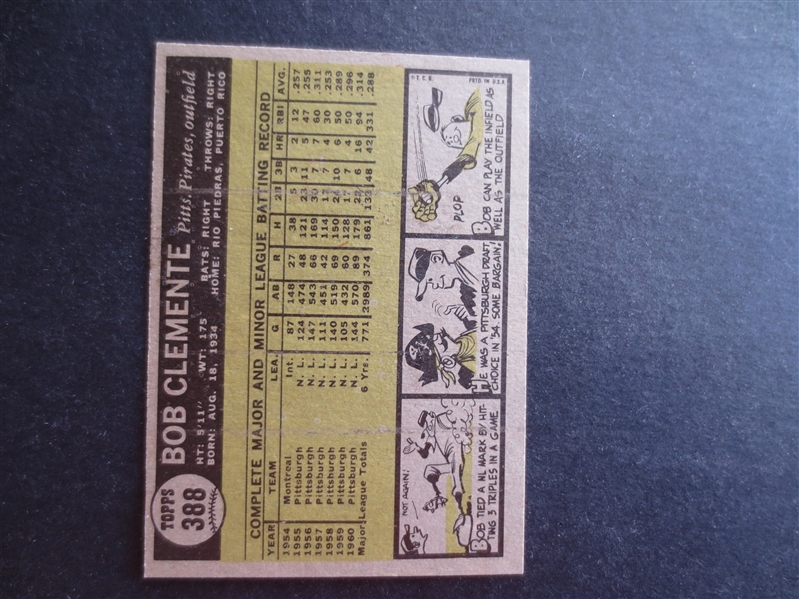 TOPPS
388
BOB CLEMENTE Pitts. Pirates, outfield
HT: 5'11" WT: 175 BATS: RIGHT THROWS: RIGHT
BORN: AUG. 18, 1934 HOME: RIO PIEDRAS, PUERTO RICO
COMPLETE MAJOR AND MINOR LEAGUE BATTING RECORD
YEAR TEAM LEA. G AB R H 2B 3B HR RBI AVG.
1954 Montreal Int. 87 148 27 38 5 3 2 12 .257
1955 Pittsburgh N. L. 124 474 48 121 23 11 5 47 .255
1956 Pittsburgh N. L. 147 543 66 169 30 7 7 60 .311
1957 Pittsburgh N. L. 111 451 42 114 17 7 4 30 .253
1958 Pittsburgh N. L. 140 519 69 150 24 10 6 50 .289
1959 Pittsburgh N. L. 105 432 60 128 17 7 4 50 .296
1960 Pittsburgh N. L. 144 570 89 179 22 6 16 94 .314
Major League Totals 6 Yrs. 771 2989 374 861 133 48 42 331 .288
NOT AGAIN!
BOB TIED A NL MARK BY HIT-
TING 3 TRIPLES IN A GAME
HE WAS A PITTSBURGH DRAFT
CHOICE IN '54. SOME BARGAIN!
© T. C. G. PRTD. IN U.S.A.
PLOP
BOB CAN PLAY THE INFIELD AS
WELL AS THE OUTFIELD